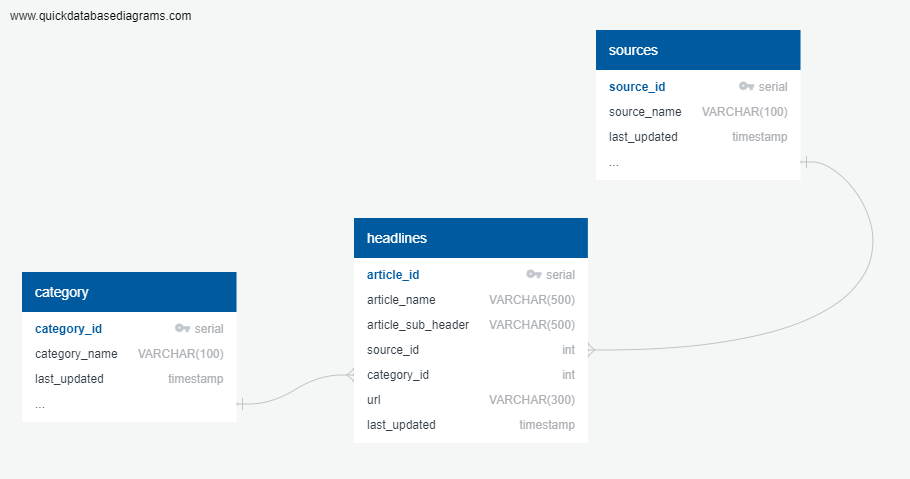 www.quickdatabasediagrams.com
sources
source_id serial
source_name VARCHAR(100)
last_updated timestamp
...
headlines
article_id serial
article_name VARCHAR(500)
article_sub_header VARCHAR(500)
source_id int
category_id int
url VARCHAR(300)
last_updated timestamp
category
category_id serial
category_name VARCHAR(100)
last_updated timestamp
...